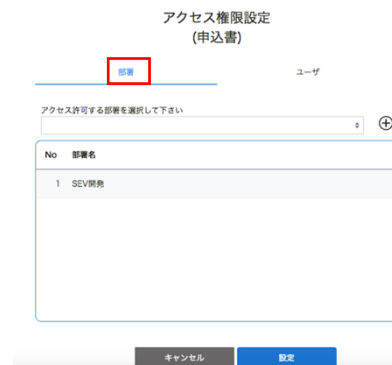 アクセス権限設定
(申込書)
部署 ユーザ
アクセス許可する部署を選択して下さい
No 部署名
1 SEV開発
キャンセル 設定